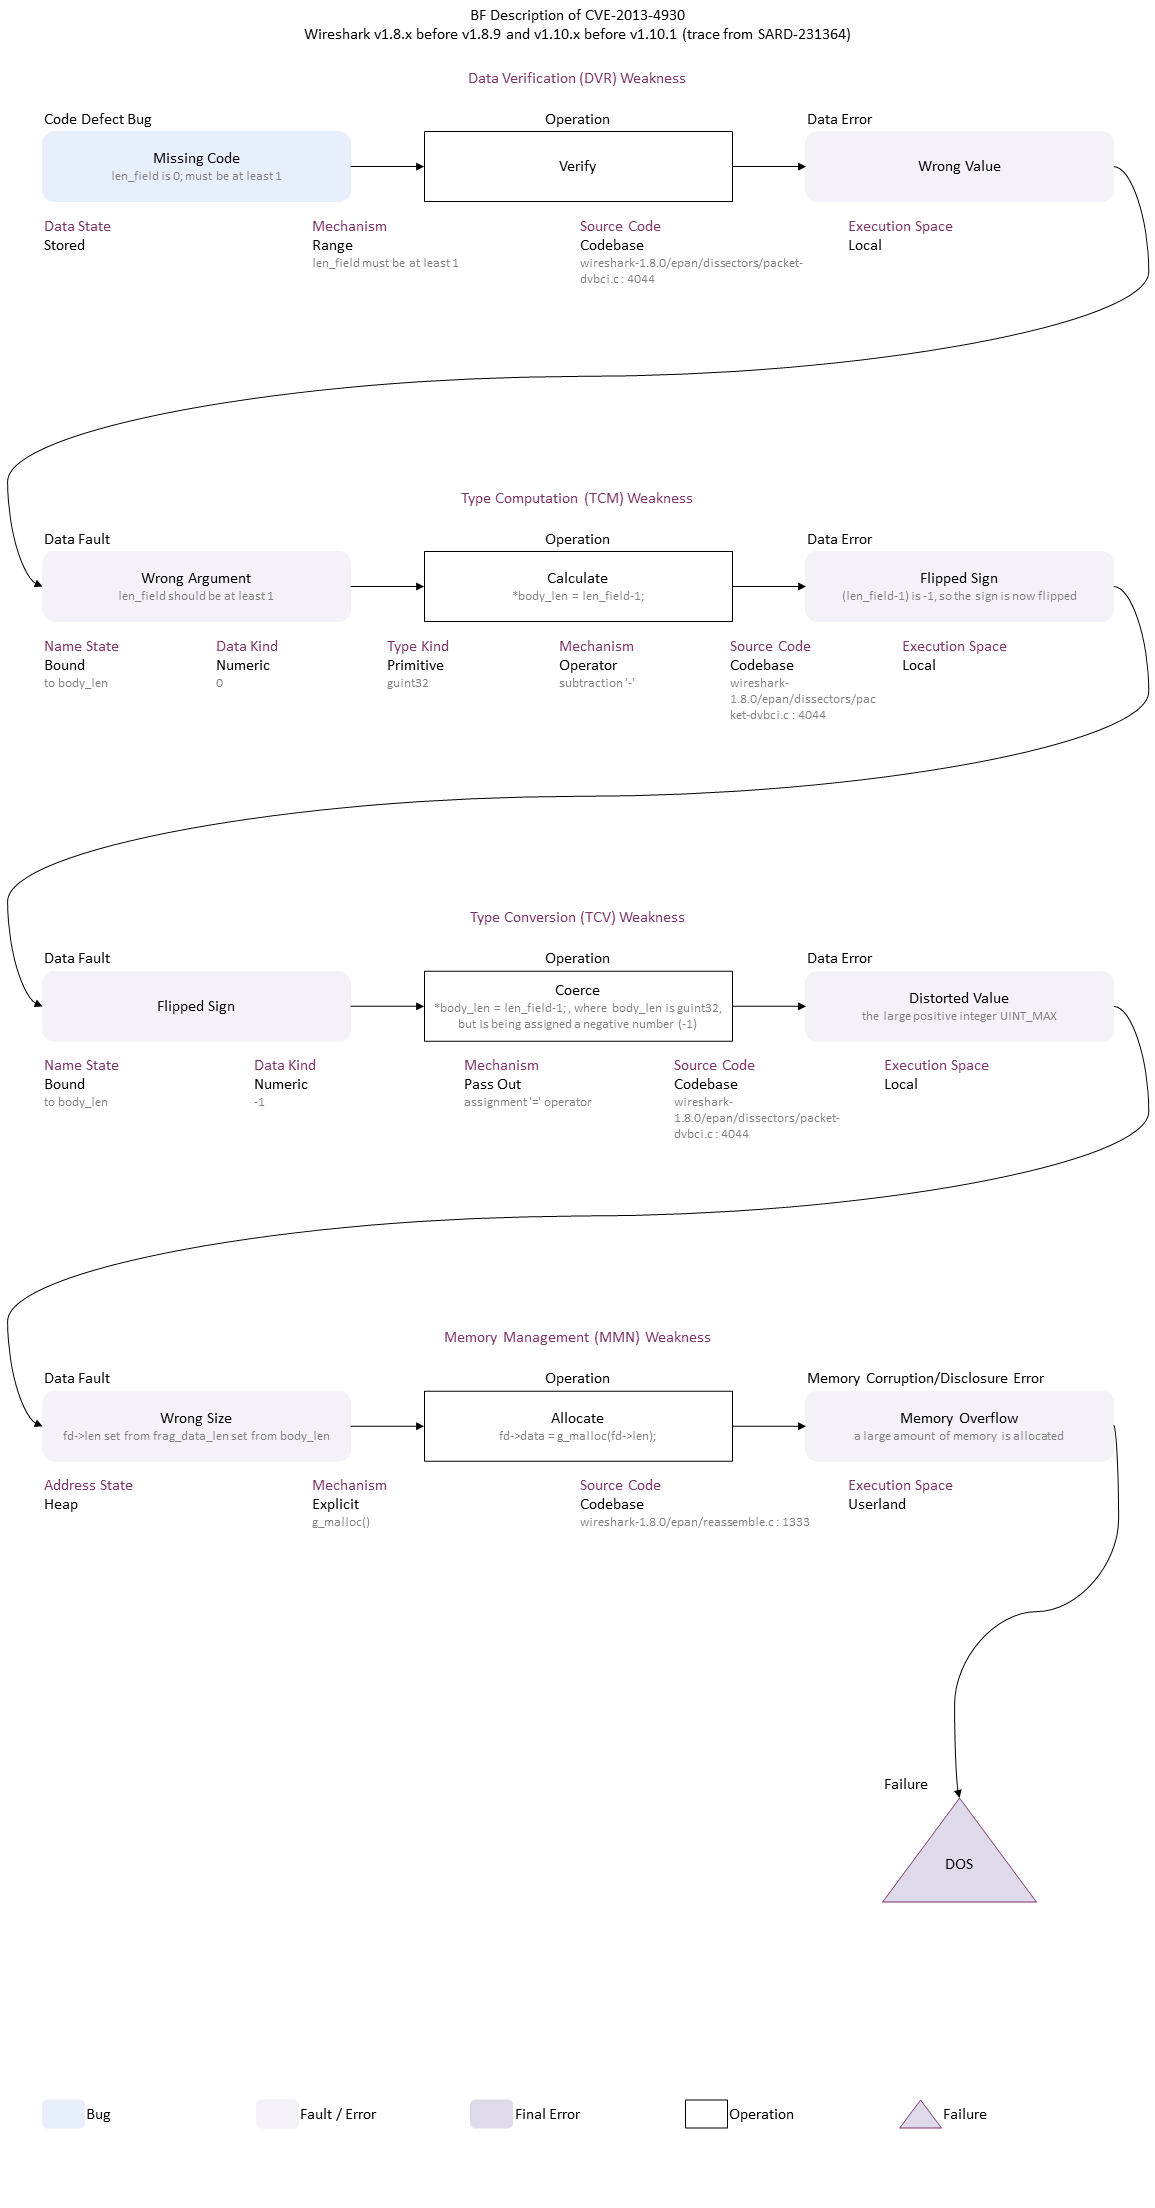 BF Description of CVE-2013-4930
Wireshark v1.8.x before v1.8.9 and v1.10.x before v1.10.1 (trace from SARD-231364)
Data Verification (DVR) Weakness
Code Defect Bug
Operation
Data Error
Missing Code
len_field is 0; must be at least 1
Verify
Wrong Value
Data State
Mechanism
Source Code
Execution Space
Stored
Range
Codebase
Local
len_field must be at least 1
wireshark-1.8.0/epan/dissectors/packet-
dvbci.c : 4044
Type Computation (TCM) Weakness
Data Fault
Operation
Data Error
Wrong Argument
len_field should be at least 1
Calculate
*body_len = len_field-1;
Flipped Sign
(len_field-1) is -1, so the sign is now flipped
Name State
Data Kind
Type Kind
Mechanism
Source Code
Execution Space
Bound
Numeric
Primitive
Operator
Codebase
Local
to body_len
0
guint32
subtraction '-'
wireshark-
1.8.0/epan/dissectors/pac
ket-dvbci.c : 4044
Type Conversion (TCV) Weakness
Data Fault
Operation
Data Error
Flipped Sign
Coerce
*body_len = len_field-1; , where body_len is guint32,
but is being assigned a negative number (-1)
Distorted Value
the large positive integer UINT_MAX
Name State
Data Kind
Mechanism
Source Code
Execution Space
Bound
Numeric
Pass Out
Codebase
Local
to body_len
-1
assignment '=' operator
wireshark-
1.8.0/epan/dissectors/packet-
dvbci.c : 4044
Memory Management (MMN) Weakness
Data Fault
Operation
Memory Corruption/Disclosure Error
Wrong Size
fd->len set from frag_data_len set from body_len
Allocate
fd->data = g_malloc(fd->len);
Memory Overflow
a large amount of memory is allocated
Address State
Mechanism
Source Code
Execution Space
Heap
Explicit
Codebase
Userland
g_malloc()
wireshark-1.8.0/epan/reassemble.c : 1333
Failure
DOS
Bug
Fault / Error
Final Error
Operation
Failure